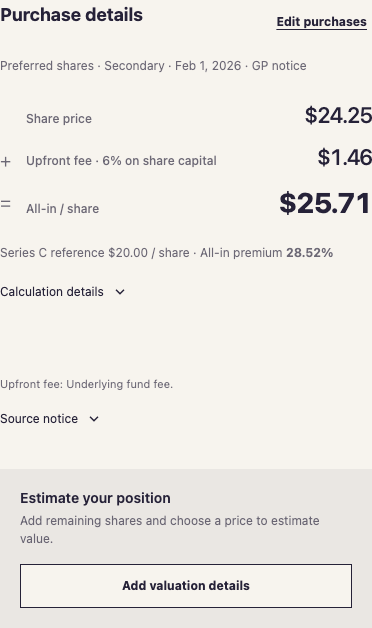 Purchase details
Edit purchases
Preferred shares · Secondary · Feb 1, 2026 · GP notice
Share price $24.25
+ Upfront fee · 6% on share capital $1.46
= All-in / share $25.71
Series C reference $20.00 / share · All-in premium 28.52%
Calculation details
Upfront fee: Underlying fund fee.
Source notice
Estimate your position
Add remaining shares and choose a price to estimate
value.
Add valuation details